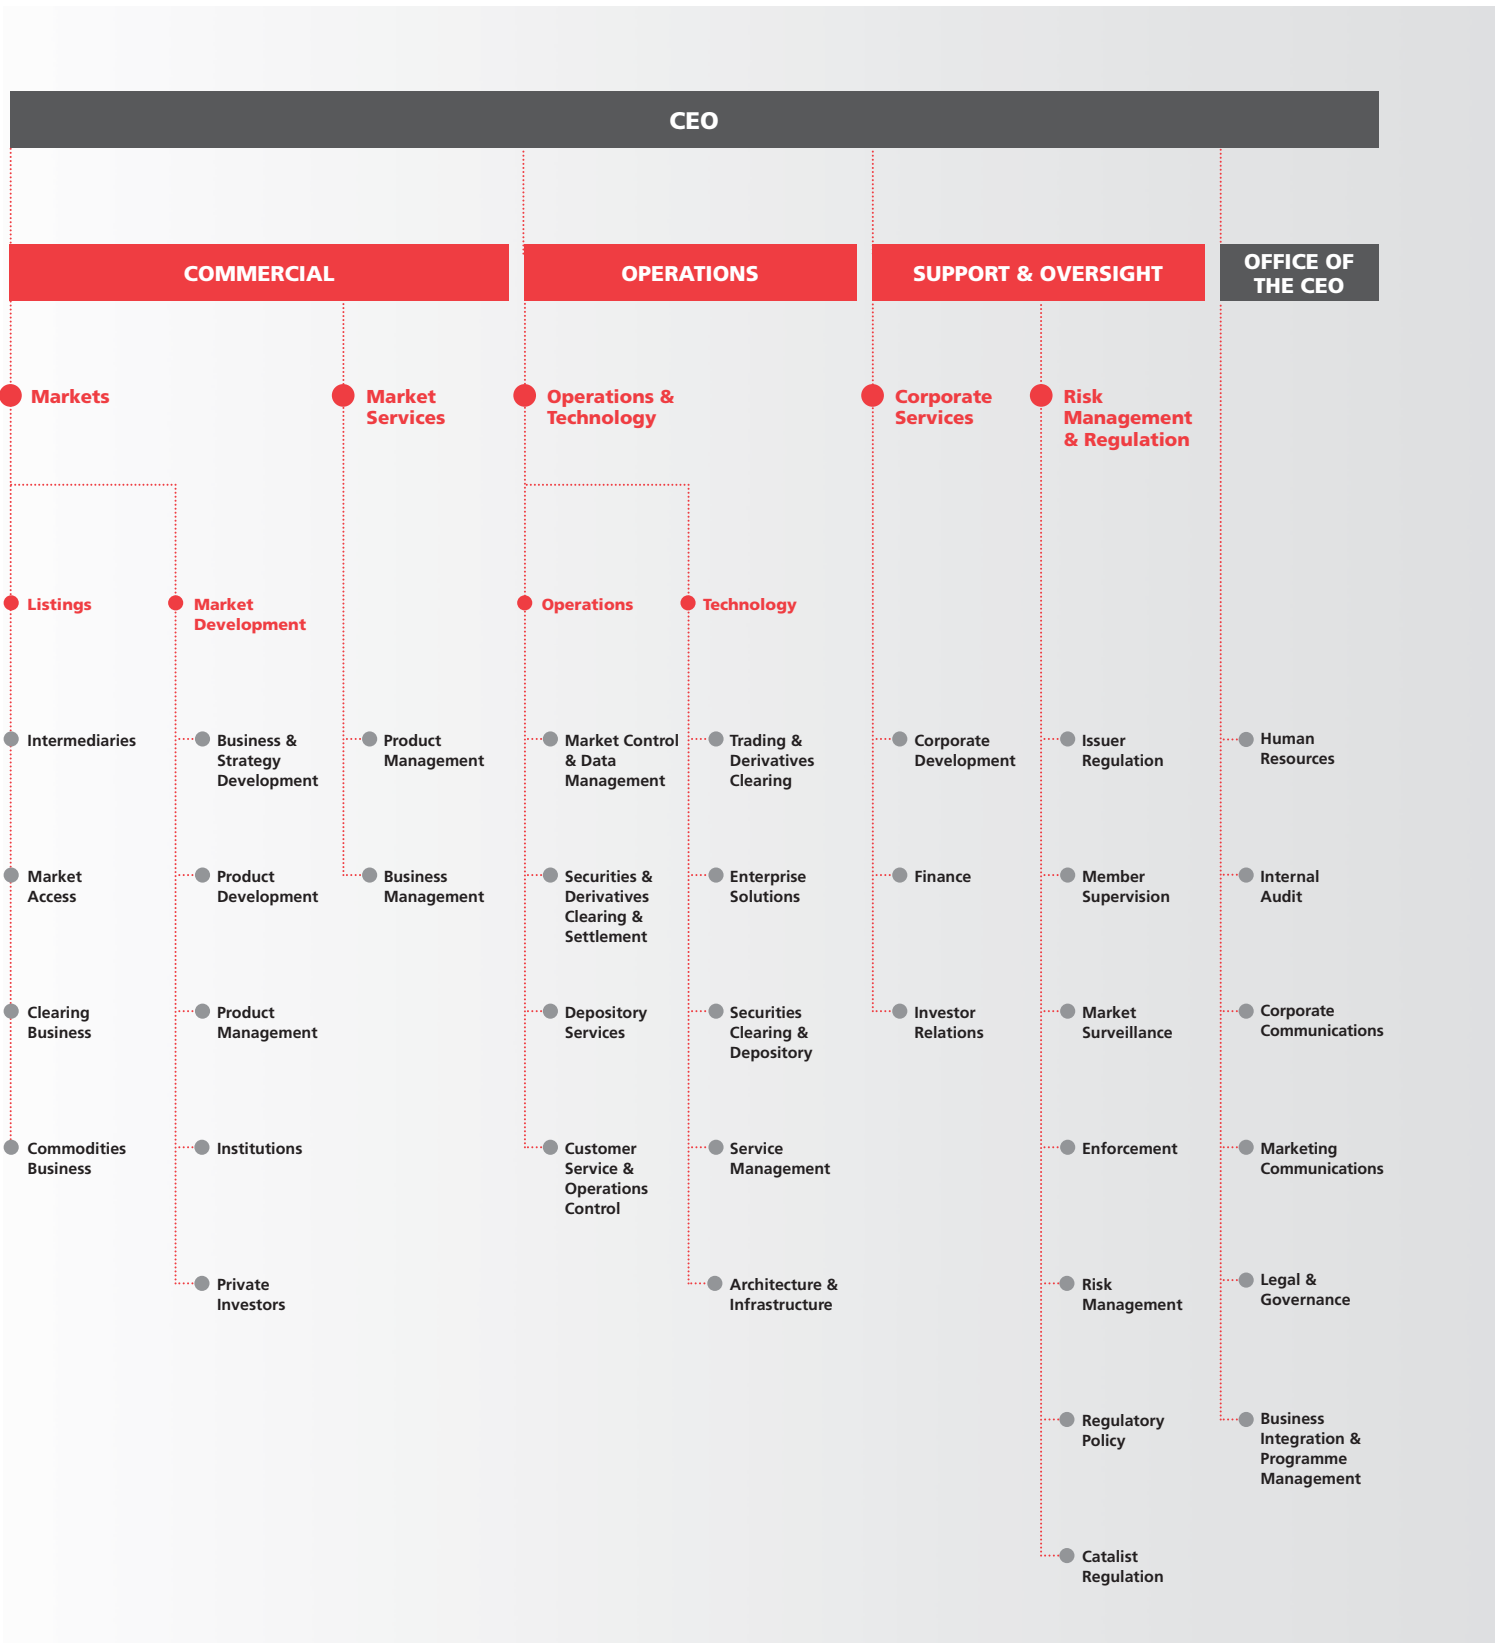 CEO
COMMERCIAL
OPERATIONS
SUPPORT & OVERSIGHT
OFFICE OF
THE CEO
Markets
Market
Services
Operations &
Technology
Corporate
Services
Risk
Management
& Regulation
Listings
Market
Development
Operations
Technology
Intermediaries
Market
Access
Clearing
Business
Commodities
Business
Business &
Strategy
Development
Product
Development
Product
Management
Institutions
Private
Investors
Product
Management
Business
Management
Market Control
& Data
Management
Securities &
Derivatives
Clearing &
Settlement
Depository
Services
Customer
Service &
Operations
Control
Trading &
Derivatives
Clearing
Enterprise
Solutions
Securities
Clearing &
Depository
Service
Management
Architecture &
Infrastructure
Corporate
Development
Finance
Investor
Relations
Issuer
Regulation
Member
Supervision
Market
Surveillance
Enforcement
Risk
Management
Regulatory
Policy
Catalist
Regulation
Human
Resources
Internal
Audit
Corporate
Communications
Marketing
Communications
Legal &
Governance
Business
Integration &
Programme
Management